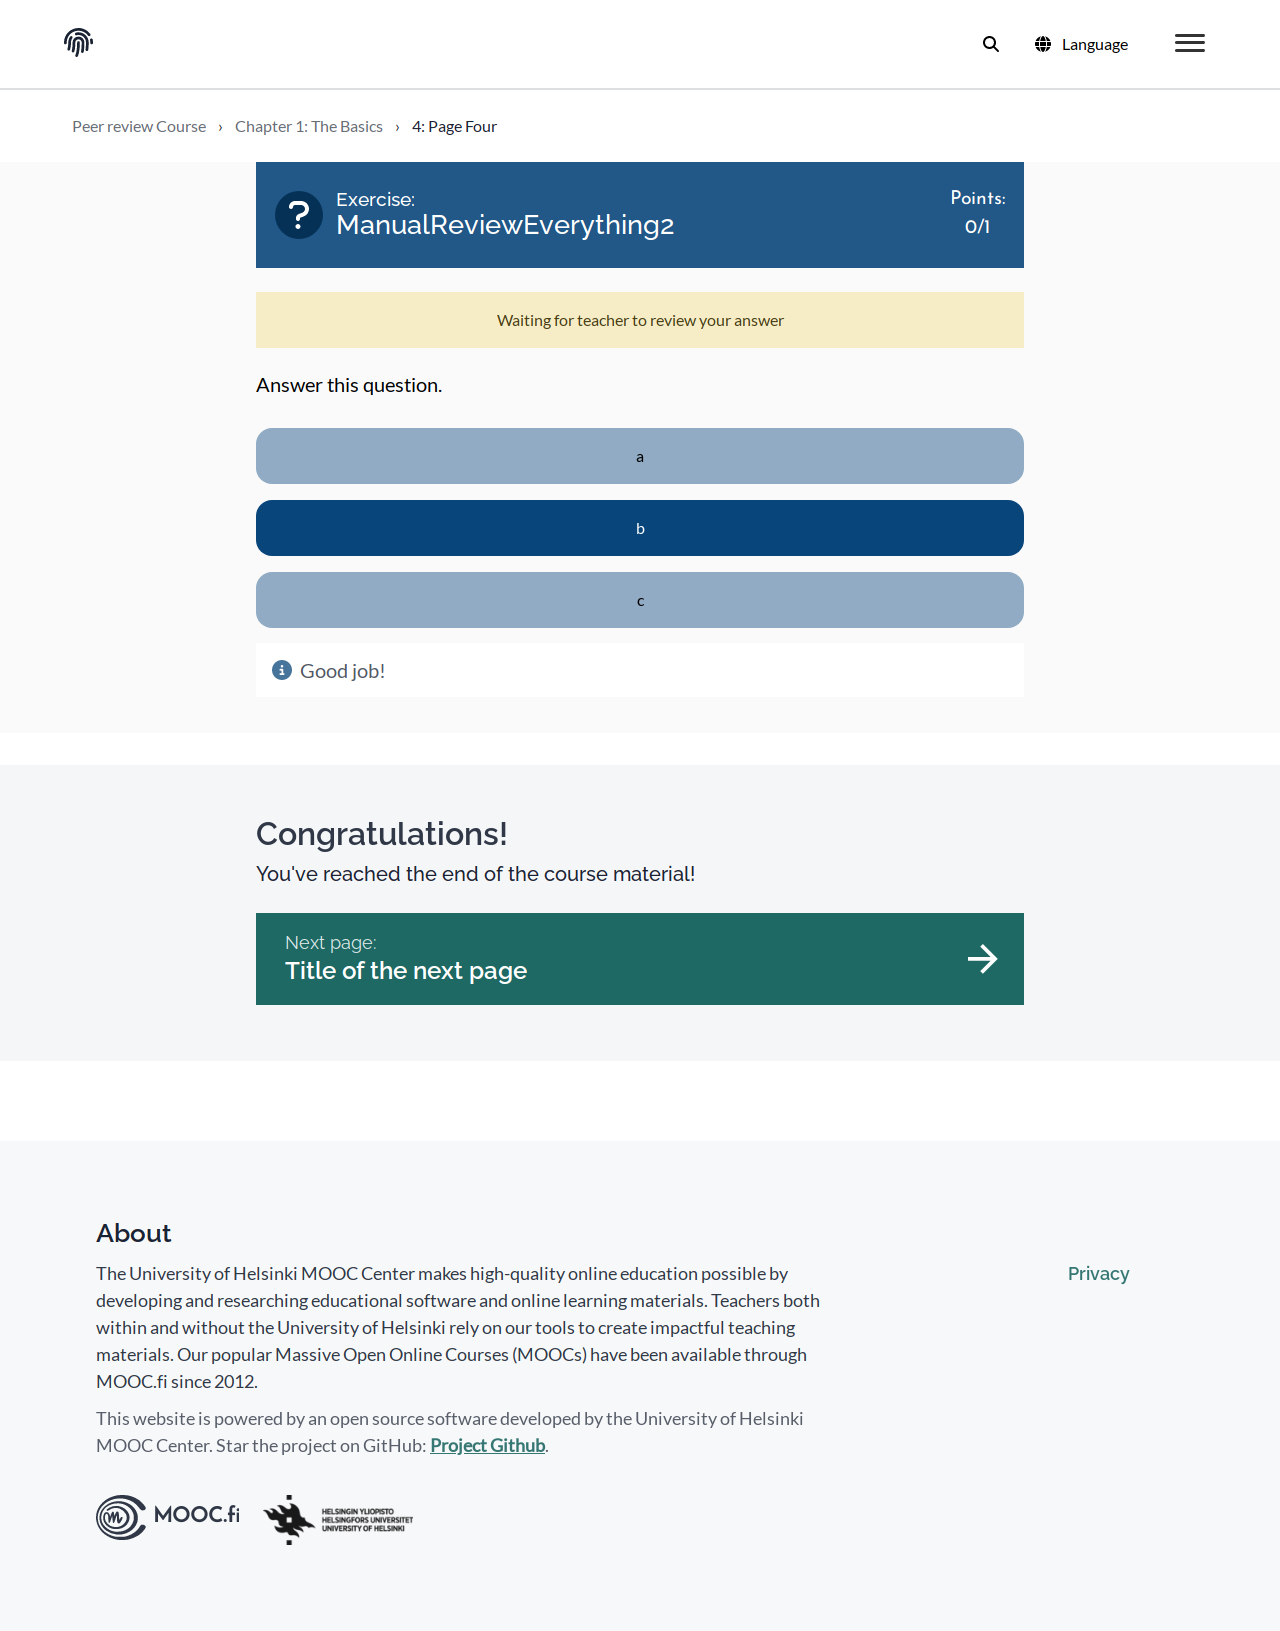 Language
Peer review Course › Chapter 1: The Basics › 4: Page Four
Exercise:
ManualReviewEverything2
Points:
0/1
Waiting for teacher to review your answer
Answer this question.
a
b
c
Good job!
Congratulations!
You've reached the end of the course material!
Next page:
Title of the next page
About
The University of Helsinki MOOC Center makes high-quality online education possible by
developing and researching educational software and online learning materials. Teachers both
within and without the University of Helsinki rely on our tools to create impactful teaching
materials. Our popular Massive Open Online Courses (MOOCs) have been available through
MOOC.fi since 2012.
This website is powered by an open source software developed by the University of Helsinki
MOOC Center. Star the project on GitHub: Project Github.
Privacy
MOOC.fi
HELSINGIN YLIOPISTO
HELSINGFORS UNIVERSITET
UNIVERSITY OF HELSINKI